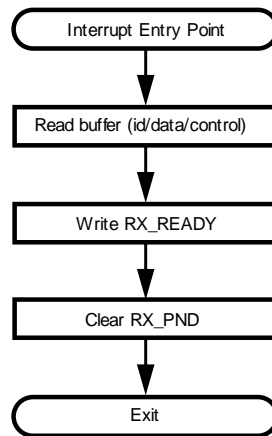 Interrupt Entry Point
Read buffer (id/data/control)
Write RX_READY
Clear RX_PND
Exit